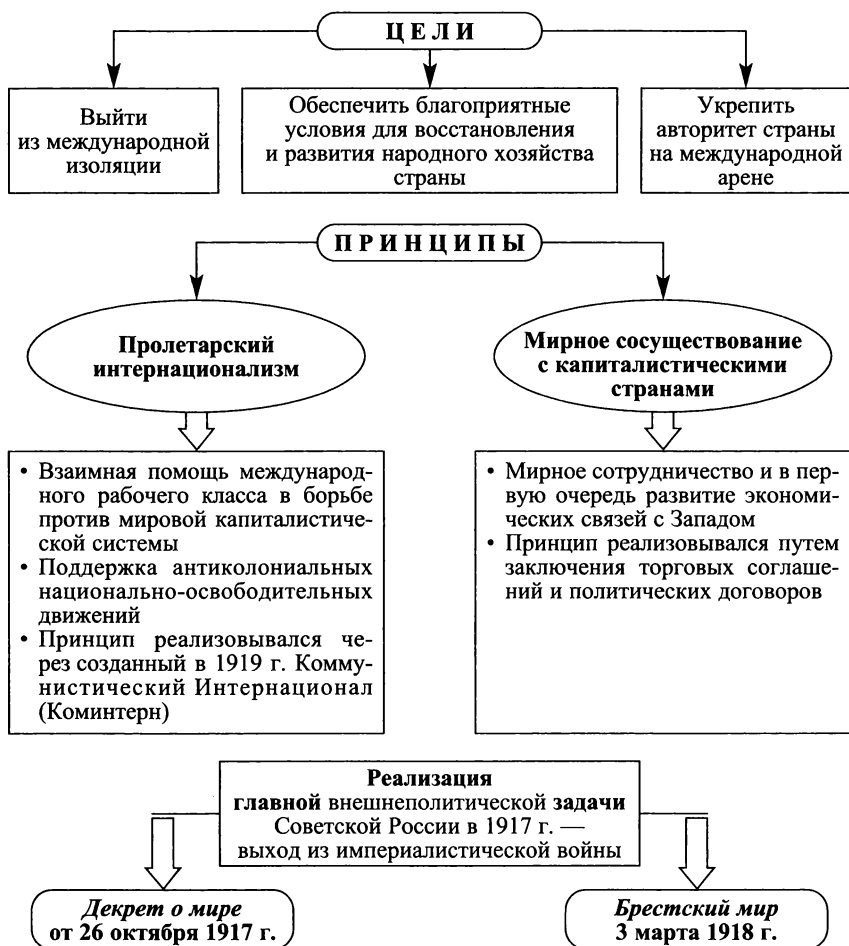 ЦЕЛИ
Выйти
из международной
изоляции
Обеспечить благоприятные
условия для восстановления
и развития народного хозяйства
страны
Укрепить
авторитет страны
на международной
арене
ПРИНЦИПЫ
Пролетарский
интернационализм
Мирное сосуществование
с капиталистическими
странами
• Взаимная помощь международ-
ного рабочего класса в борьбе
против мировой капиталистиче-
ской системы
• Поддержка антиколониальных
национально-освободительных
движений
• Принцип реализовывался че-
рез созданный в 1919 г. Комму-
нистический Интернационал
(Коминтерн)
• Мирное сотрудничество и в пер-
вую очередь развитие экономи-
ческих связей с Западом
• Принцип реализовывался путем
заключения торговых соглаше-
ний и политических договоров
Реализация
главной внешнеполитической задачи
Советской России в 1917 г. —
выход из империалистической войны
Декрет о мире
от 26 октября 1917 г.
Брестский мир
3 марта 1918 г.